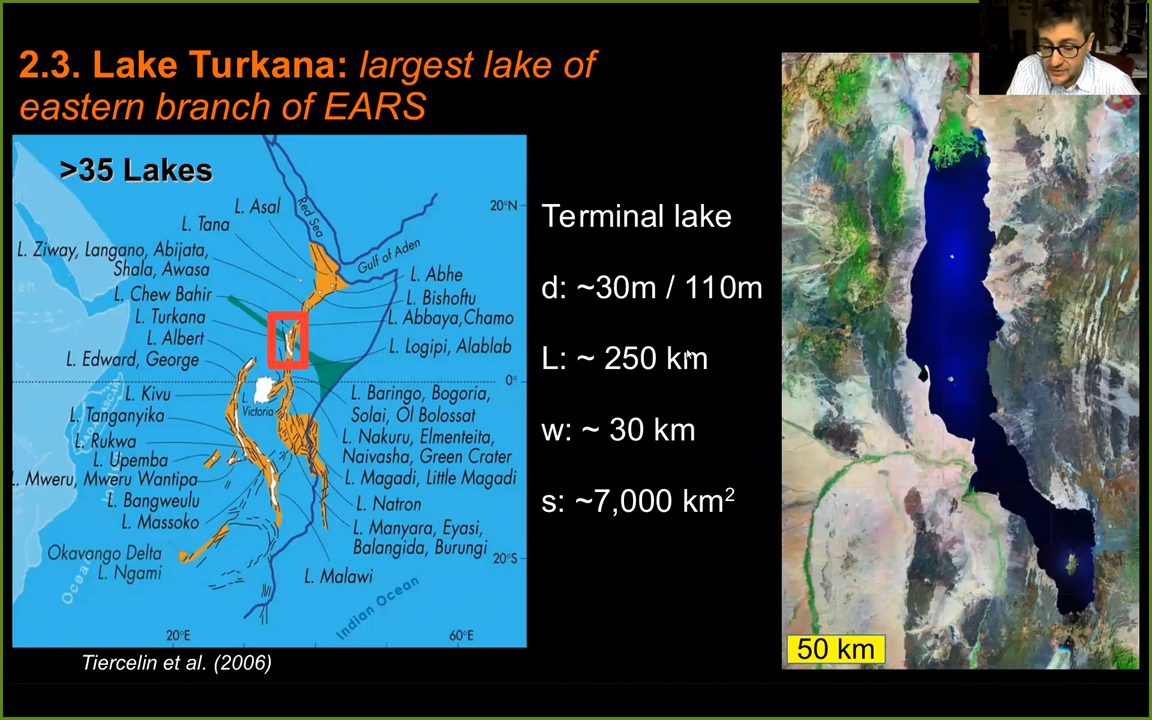 2.3. Lake Turkana: largest lake of
eastern branch of EARS
>35 Lakes
L. Asal
Red Sea
20°N
L. Tana
Gulf of Aden
L. Ziway, Langano, Abijata,
Shala, Awasa
L. Abhe
L. Chew Bahir
L. Bishoftu
L. Turkana
L. Abbaya,Chamo
L. Albert
L. Logipi, Alablab
L. Edward, George
0°
L. Kivu
L.
Victoria
L. Baringo, Bogoria,
Solai, Ol Bolossat
L. Tanganyika
L. Rukwa
L. Nakuru, Elmenteita,
Naivasha, Green Crater
L. Upemba
L. Mweru, Mweru Wantipa
L. Magadi, Little Magadi
L. Bangweulu
L. Natron
L. Massoko
L. Manyara, Eyasi,
Balangida, Burungi
Okavango Delta
L. Ngami
20°S
L. Malawi
Indian Ocean
20°E
60°E
Tiercelin et al. (2006)
Terminal lake
d: ~30m / 110m
L: ~ 250 km
w: ~ 30 km
s: ~7,000 km²
50 km